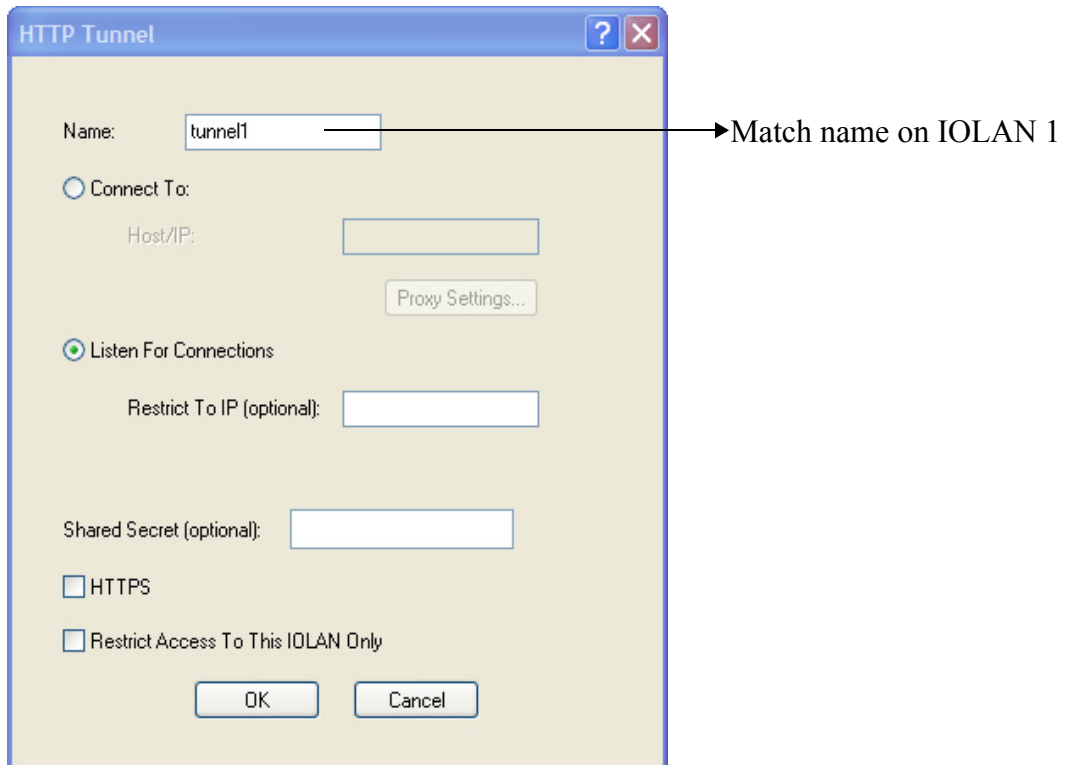 HTTP Tunnel
Name: tunnel1 Match name on IOLAN 1
Connect To:
Host/IP:
Proxy Settings...
Listen For Connections
Restrict To IP (optional):
Shared Secret (optional):
HTTPS
Restrict Access To This IOLAN Only
OK Cancel